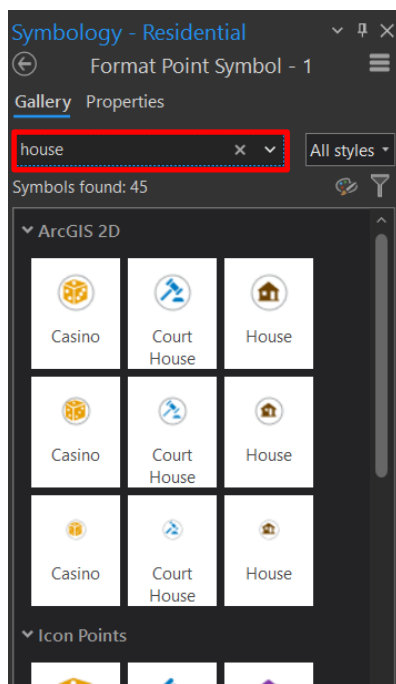 Symbology - Residential
Format Point Symbol - 1
Gallery Properties
house
All styles
Symbols found: 45
ArcGIS 2D
Casino
Court House
House
Casino
Court House
House
Casino
Court House
House
Icon Points